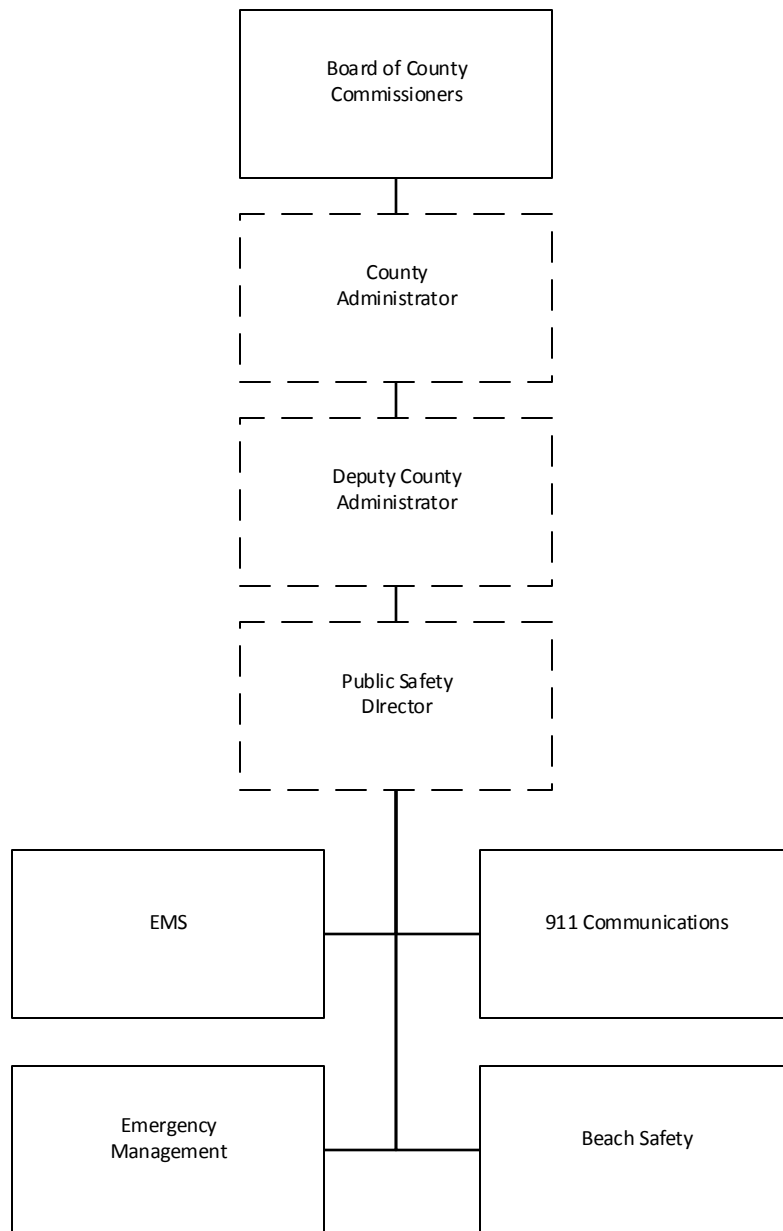 Board of County
Commissioners
County
Administrator
Deputy County
Administrator
Public Safety
DIrector
EMS
911 Communications
Emergency
Management
Beach Safety